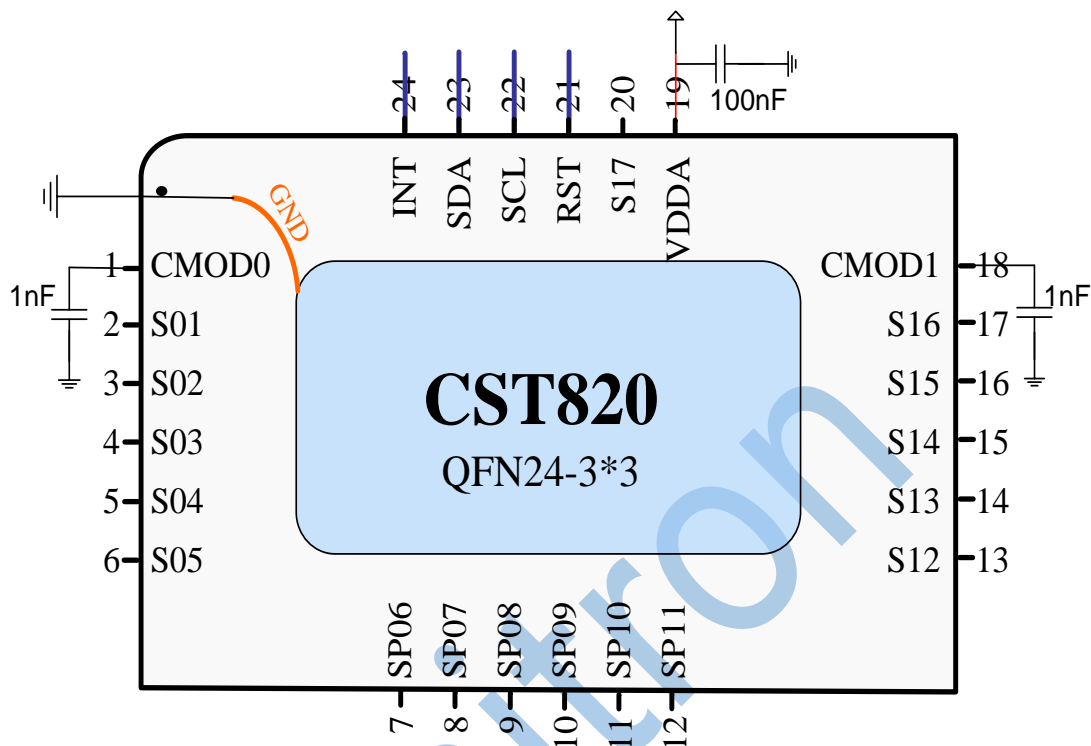 24 23 22 21 20 19
100nF
INT SDA SCL RST S17 VDDA
GND
1 CMOD0
CMOD1 18
1nF
1nF
2 S01
S16 17
3 S02
S15 16
CST820
4 S03
S14 15
QFN24-3*3
5 S04
S13 14
6 S05
S12 13
SP06 SP07 SP08 SP09 SP10 SP11
7 8 9 10 11 12